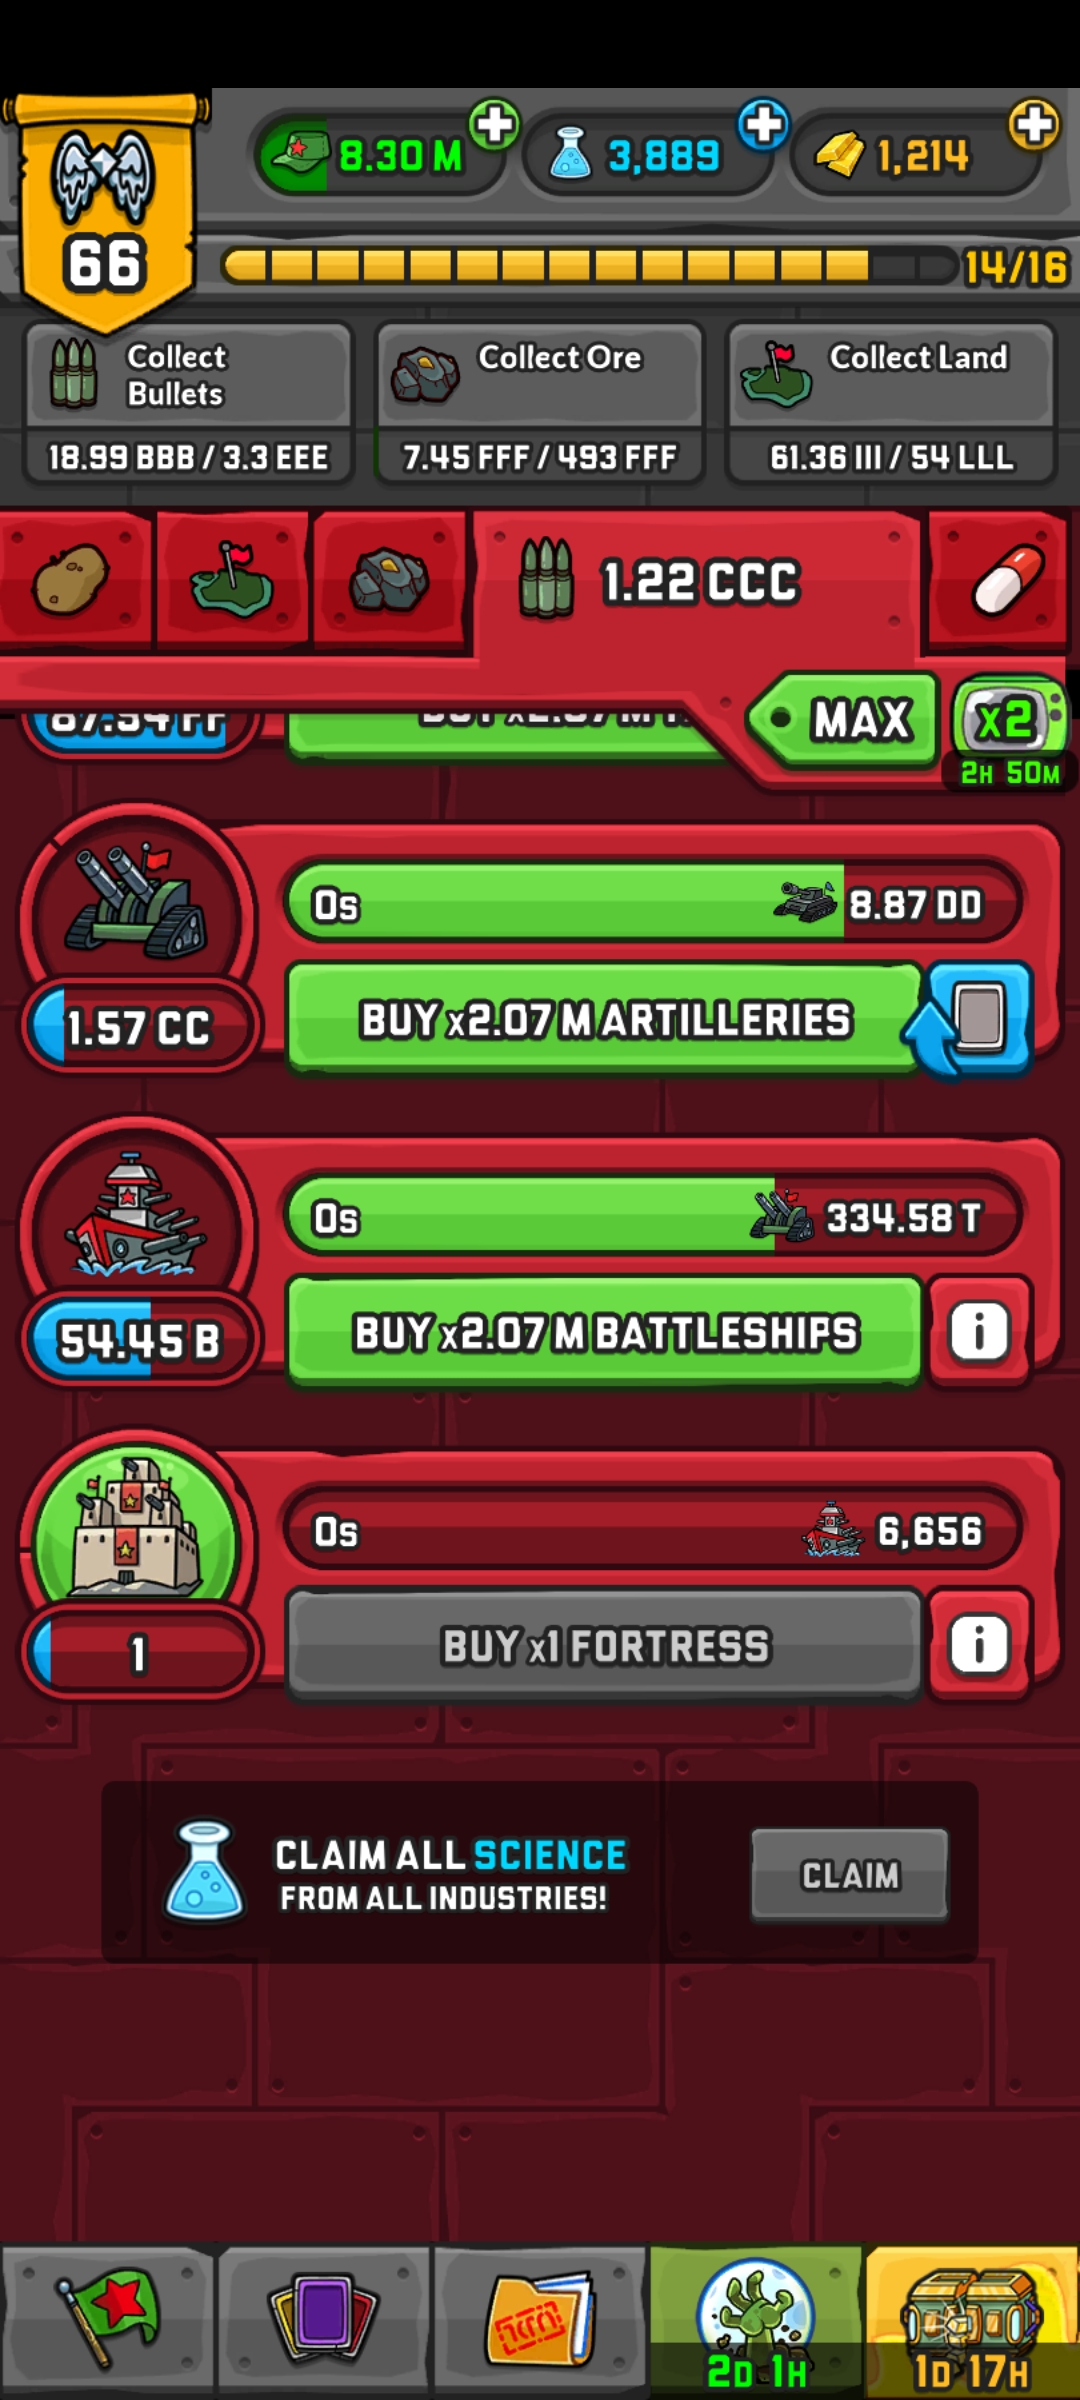 8.30 M
3,889
1,214
66
14/16
Collect
Bullets
Collect Ore
Collect Land
18.99 BBB / 3.3 EEE
7.45 FFF / 493 FFF
61.36 III / 54 LLL
1.22 CCC
MAX
x2
2H 50M
0s
8.87 DD
1.57 CC
BUY x2.07 M ARTILLERIES
0s
334.58 T
54.45 B
BUY x2.07 M BATTLESHIPS
i
0s
6,656
1
BUY x1 FORTRESS
i
CLAIM ALL SCIENCE
FROM ALL INDUSTRIES!
CLAIM
2D 1H
1D 17H